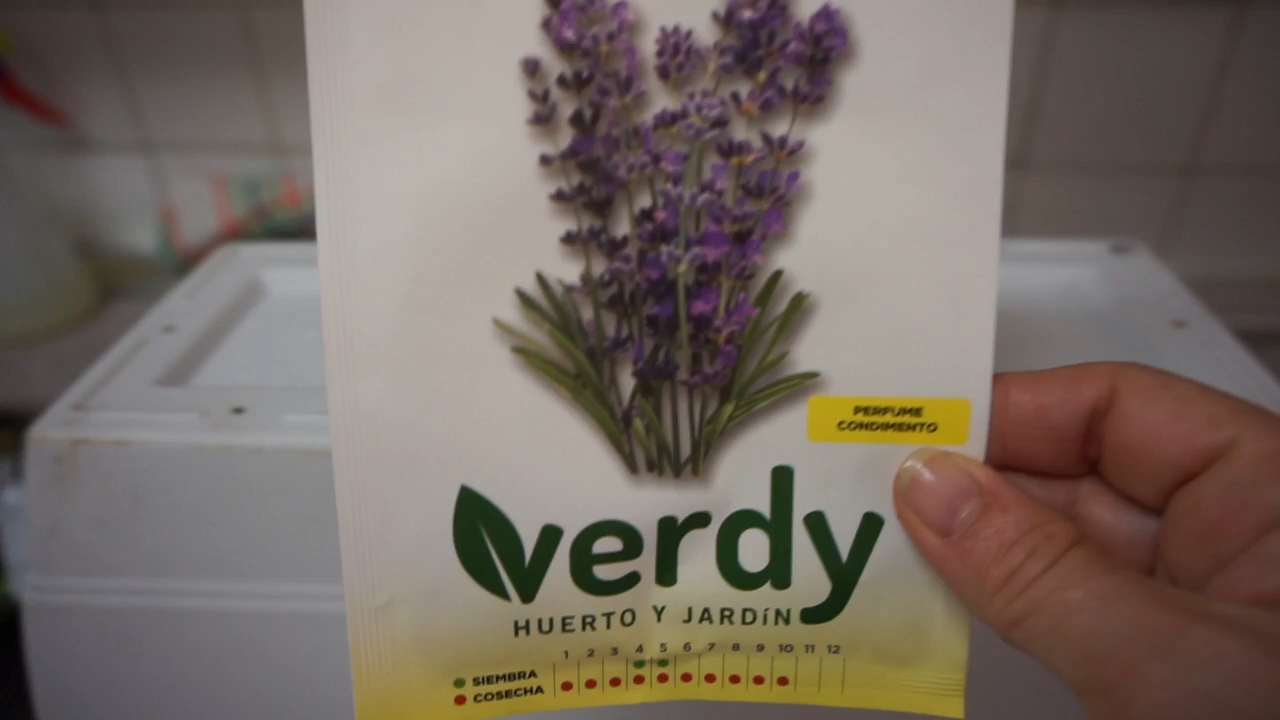 PERFUME
CONDIMENTO
verdy
HUERTO Y JARDíN
1 2 3 4 5 6 7 8 9 10 11 12
SIEMBRA
COSECHA